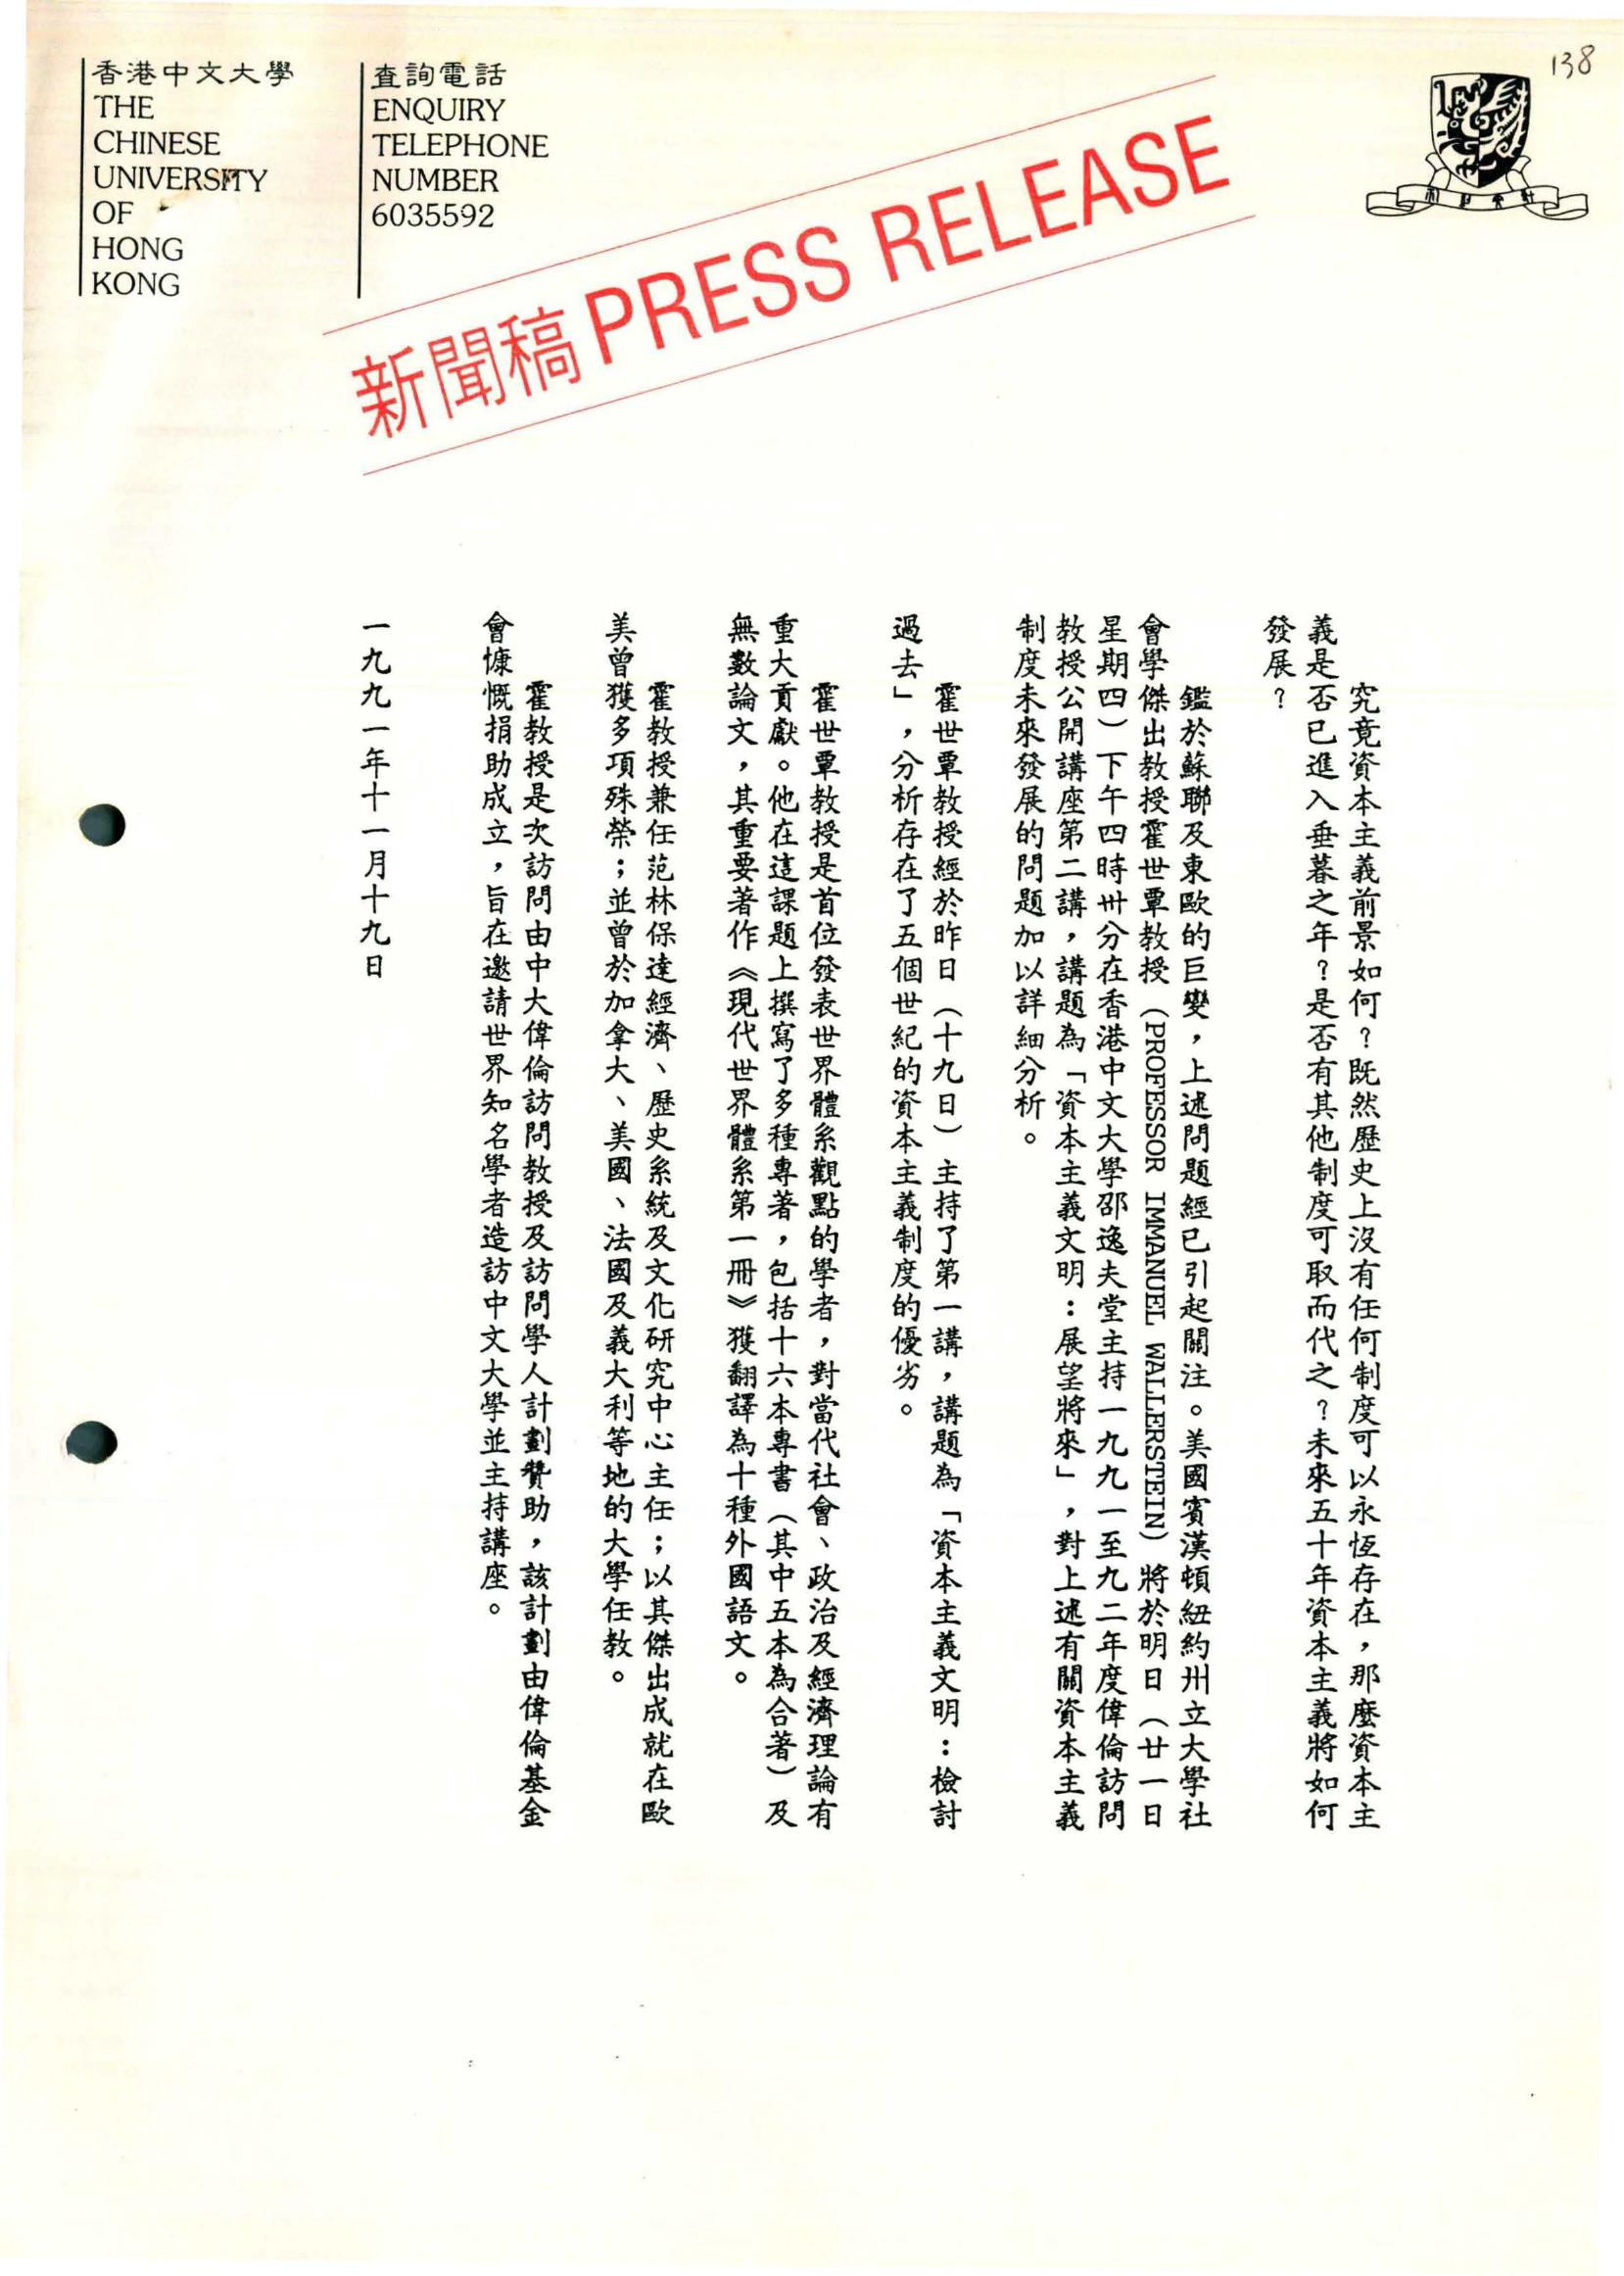 138
香港中文大學
THE
CHINESE
UNIVERSITY
OF
HONG
KONG
查詢電話
ENQUIRY
TELEPHONE
NUMBER
6035592
新聞稿 PRESS RELEASE
究竟資本主義前景如何？既然歷史上沒有任何制度可以永恆存在，那麼資本主
義是否已進入垂暮之年？是否有其他制度可取而代之？未來五十年資本主義將如何
發展？
鑑於蘇聯及東歐的巨變，上述問題經已引起關注。美國賓漢頓紐約州立大學社
會學傑出教授霍世覃教授（PROFESSOR IMMANUEL WALLERSTEIN）將於明日（廿一日
星期四）下午四時卅分在香港中文大學邵逸夫堂主持一九九一至九二年度偉倫訪問
教授公開講座第二講，講題為「資本主義文明：展望將來」，對上述有關資本主義
制度未來發展的問題加以詳細分析。
霍世覃教授經於昨日（十九日）主持了第一講，講題為「資本主義文明：檢討
過去」，分析存在了五個世紀的資本主義制度的優劣。
霍世覃教授是首位發表世界體系觀點的學者，對當代社會、政治及經濟理論有
重大貢獻。他在這課題上撰寫了多種專著，包括十六本專書（其中五本為合著）及
無數論文，其重要著作《現代世界體系第一冊》獲翻譯為十種外國語文。
霍教授兼任范林保達經濟、歷史系統及文化研究中心主任；以其傑出成就在歐
美曾獲多項殊榮；並曾於加拿大、美國、法國及義大利等地的大學任教。
霍教授是次訪問由中大偉倫訪問教授及訪問學人計劃贊助，該計劃由偉倫基金
會慷慨捐助成立，旨在邀請世界知名學者造訪中文大學並主持講座。
一九九一年十一月十九日